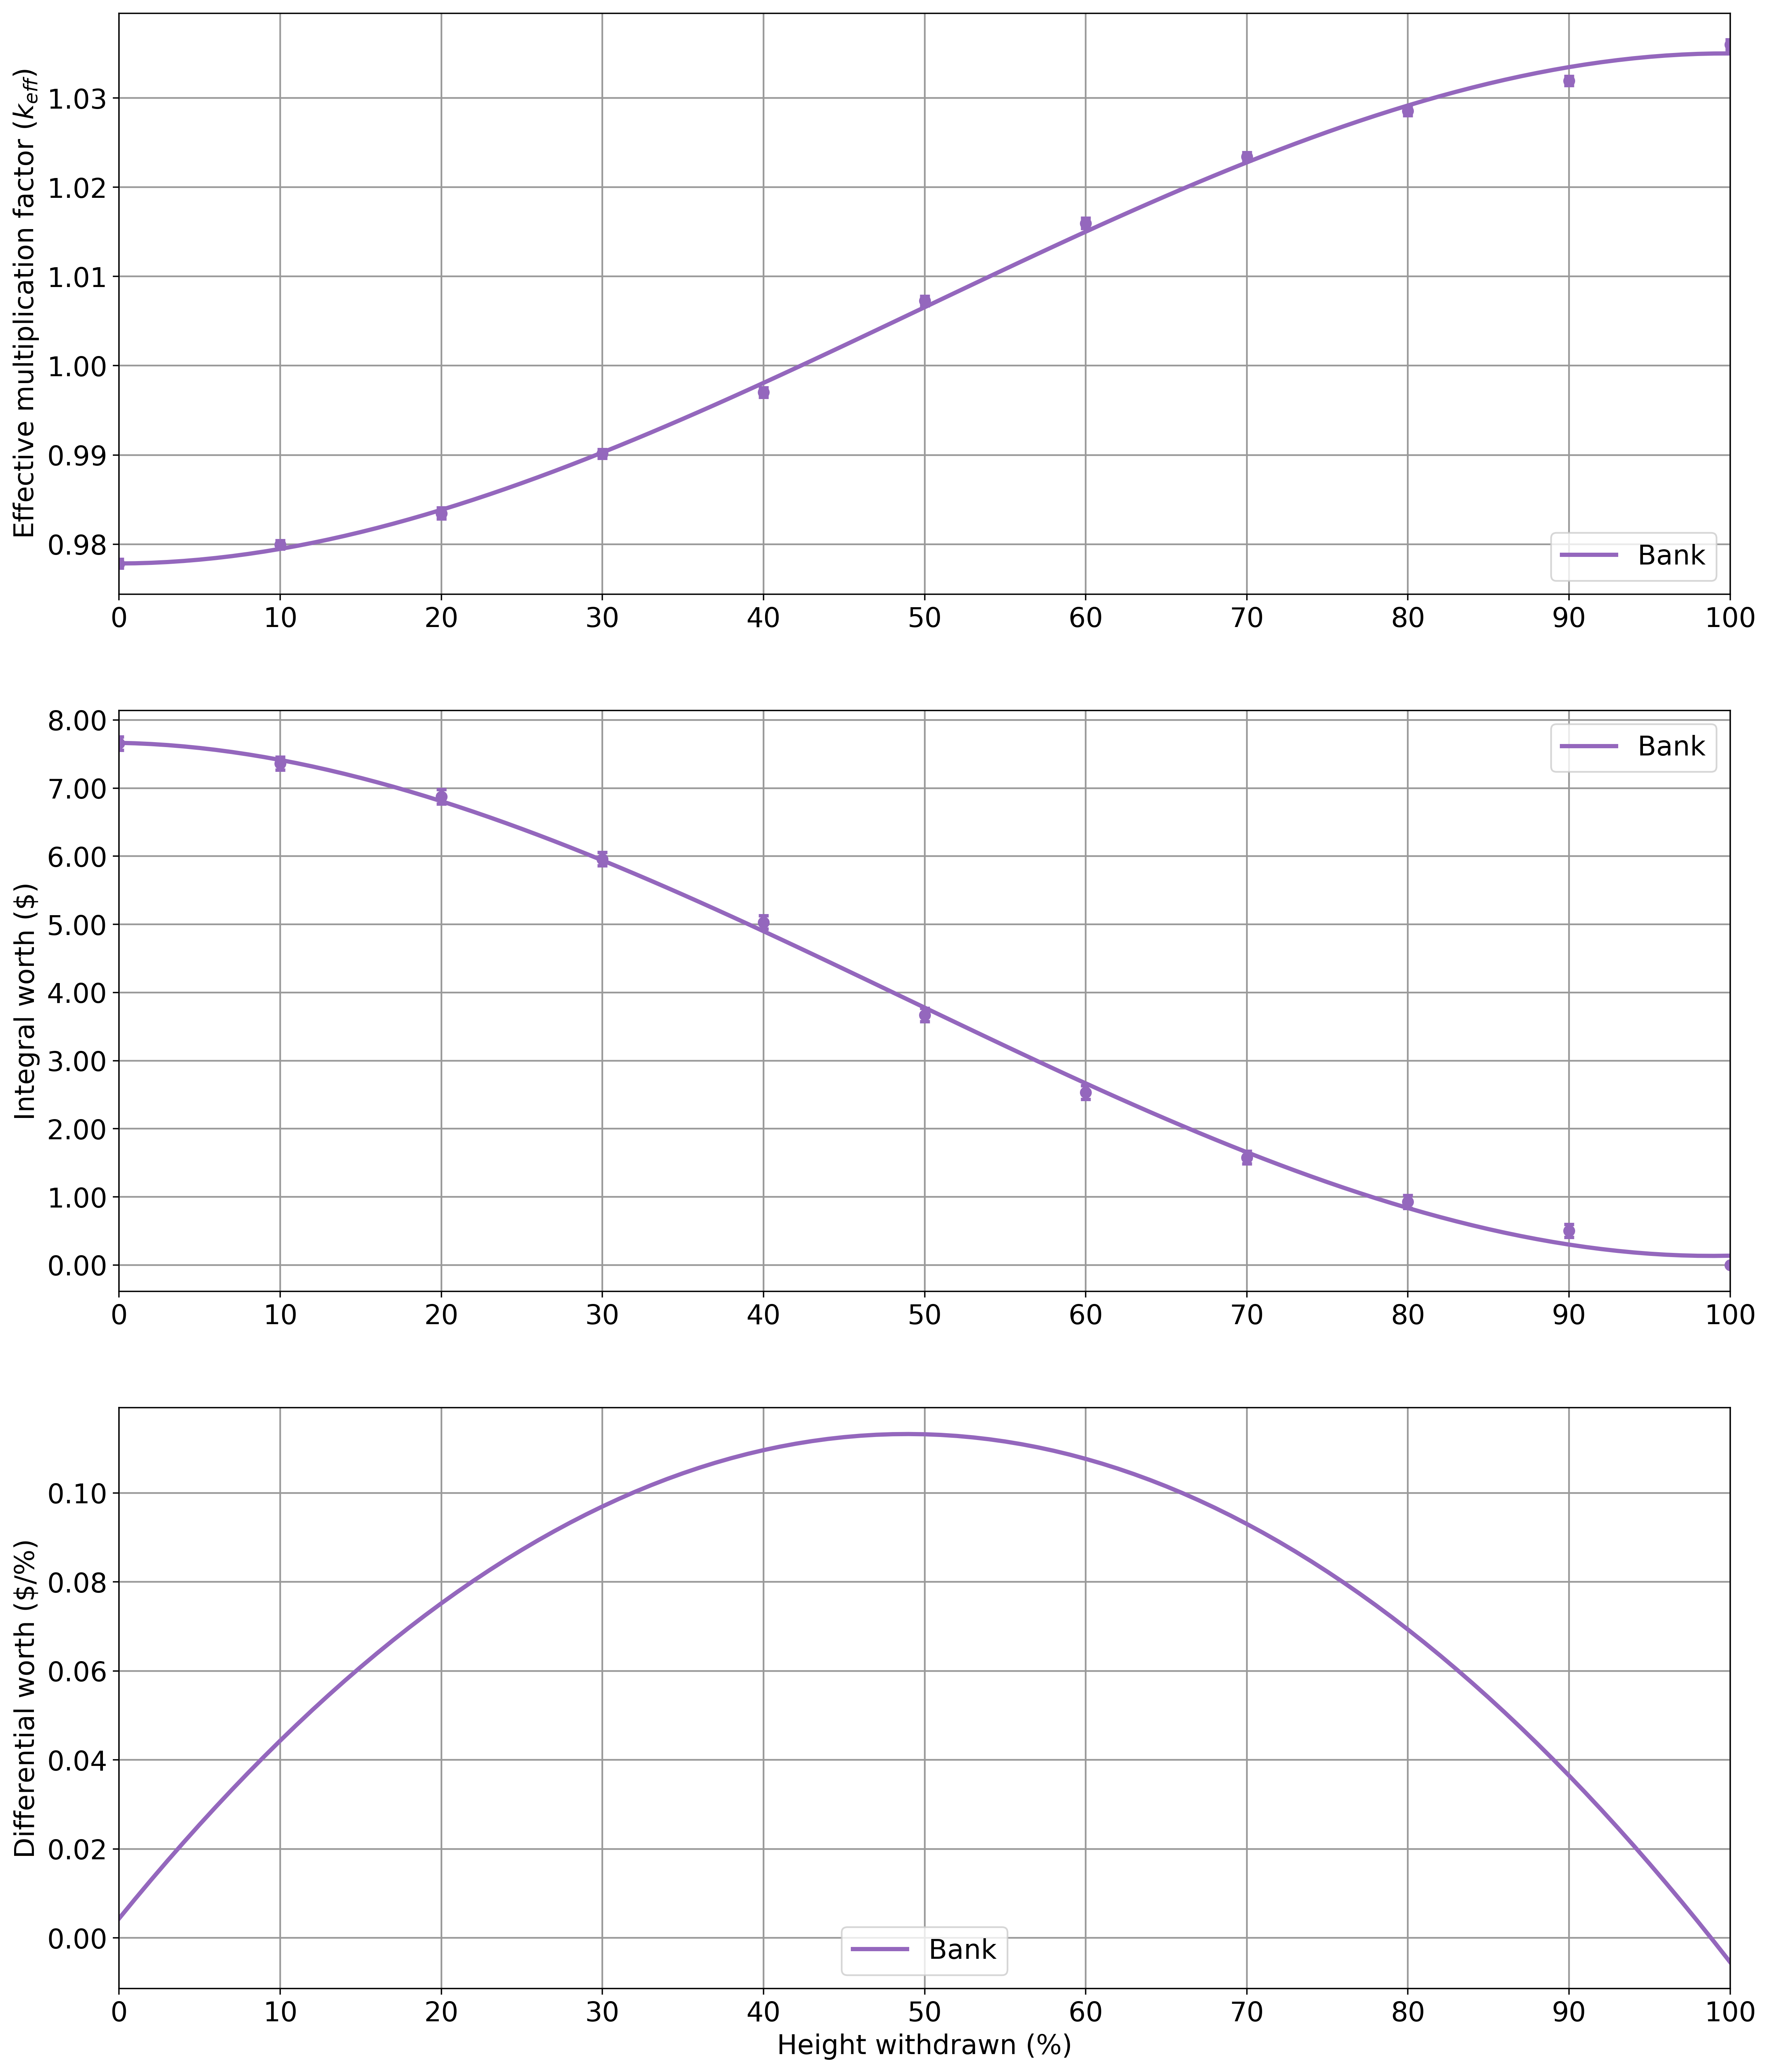 Effective multiplication factor (k_eff)
1.03
1.02
1.01
1.00
0.99
0.98
Bank
0 10 20 30 40 50 60 70 80 90 100
Integral worth ($)
8.00
7.00
6.00
5.00
4.00
3.00
2.00
1.00
0.00
Bank
0 10 20 30 40 50 60 70 80 90 100
Differential worth ($/%)
0.10
0.08
0.06
0.04
0.02
0.00
Bank
0 10 20 30 40 50 60 70 80 90 100
Height withdrawn (%)